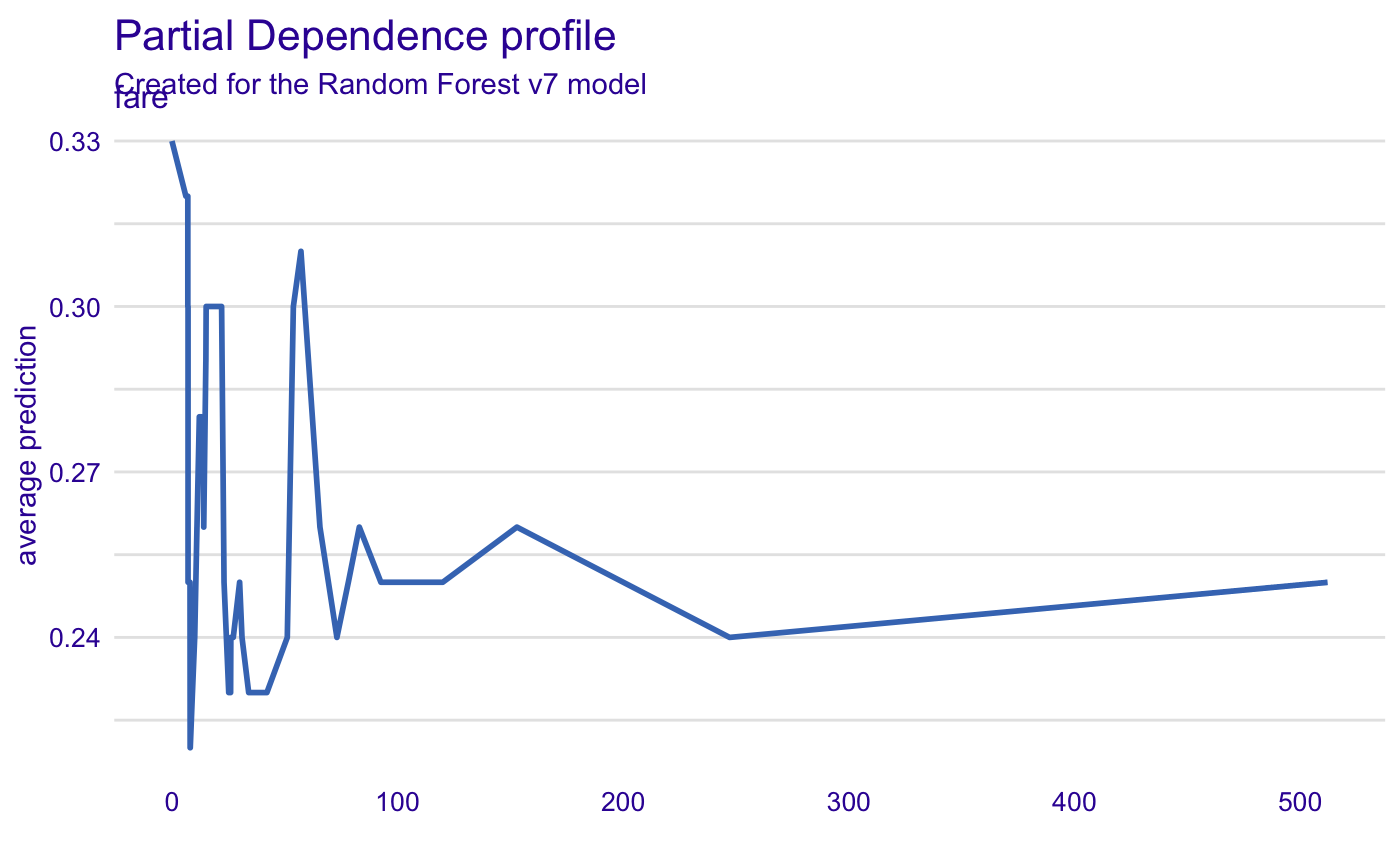 Partial Dependence profile
Created for the Random Forest v7 model
fare
0.33
0.30
0.27
0.24
average prediction
0 100 200 300 400 500